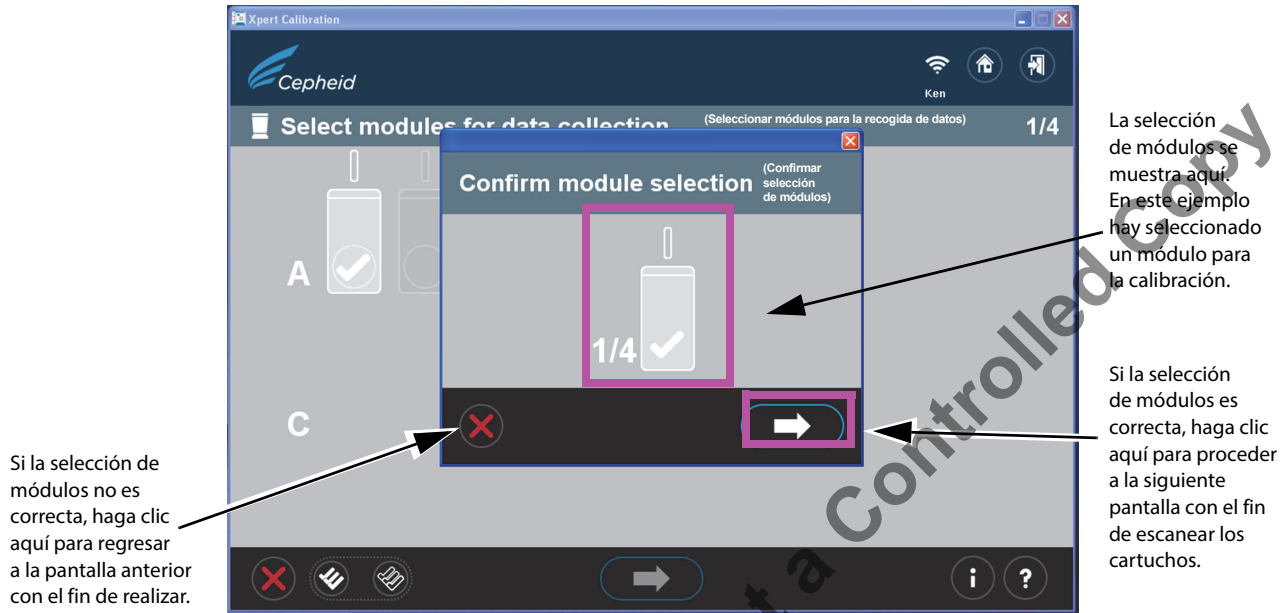 Xpert Calibration
Cepheid
Ken
Select modules for data collection
(Seleccionar módulos para la recogida de datos)
1/4
Confirm module selection
(Confirmar
selección
de módulos)
A
1/4
C
La selección
de módulos se
muestra aquí.
En este ejemplo
hay seleccionado
un módulo para
la calibración.
Si la selección
de módulos es
correcta, haga clic
aquí para proceder
a la siguiente
pantalla con el fin
de escanear los
cartuchos.
Si la selección de
módulos no es
correcta, haga clic
aquí para regresar
a la pantalla anterior
con el fin de realizar.
i
?
t a Controlled Copy